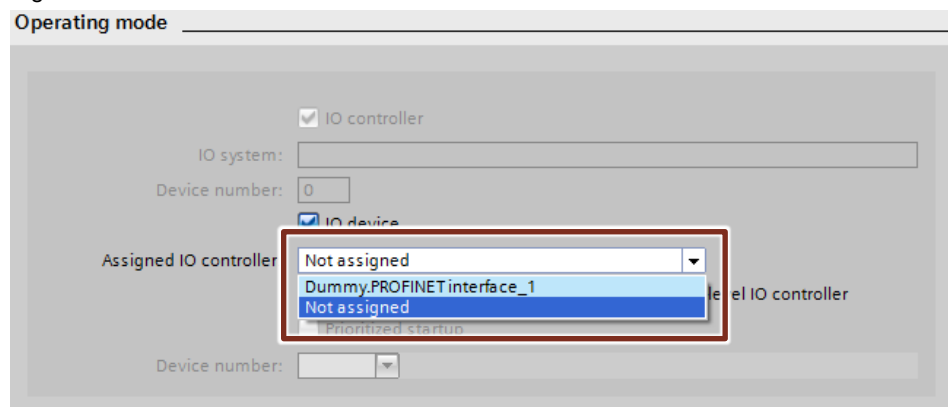 Operating mode
IO controller
IO system:
Device number: 0
IO device
Assigned IO controller Not assigned
Dummy.PROFINET interface_1
level IO controller
Not assigned
Prioritized startup
Device number: